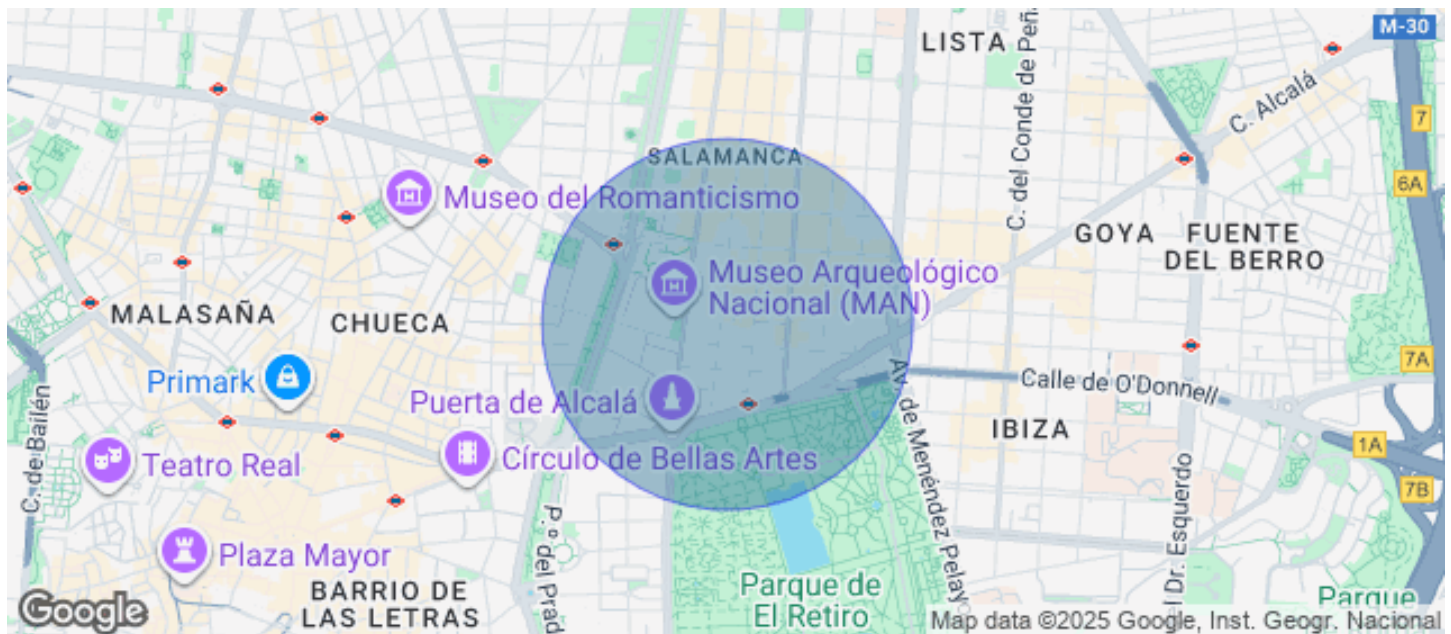 M-30
LISTA
C. del Conde de Peñ
C. Alcalá
7
SALAMANCA
6A
Museo del Romanticismo
GOYA
FUENTE
DEL BERRO
Museo Arqueológico
Nacional (MAN)
MALASAÑA
CHUECA
Primark
7A
Calle de O'Donnell
Puerta de Alcalá
Av. de Menéndez Pelayo
C. de Bailén
IBIZA
1A
Teatro Real
Círculo de Bellas Artes
7B
P.º del Prad
el Dr. Esquerdo
Plaza Mayor
BARRIO DE
LAS LETRAS
Parque de
El Retiro
Parque
Google
Map data ©2025 Google, Inst. Geogr. Nacional